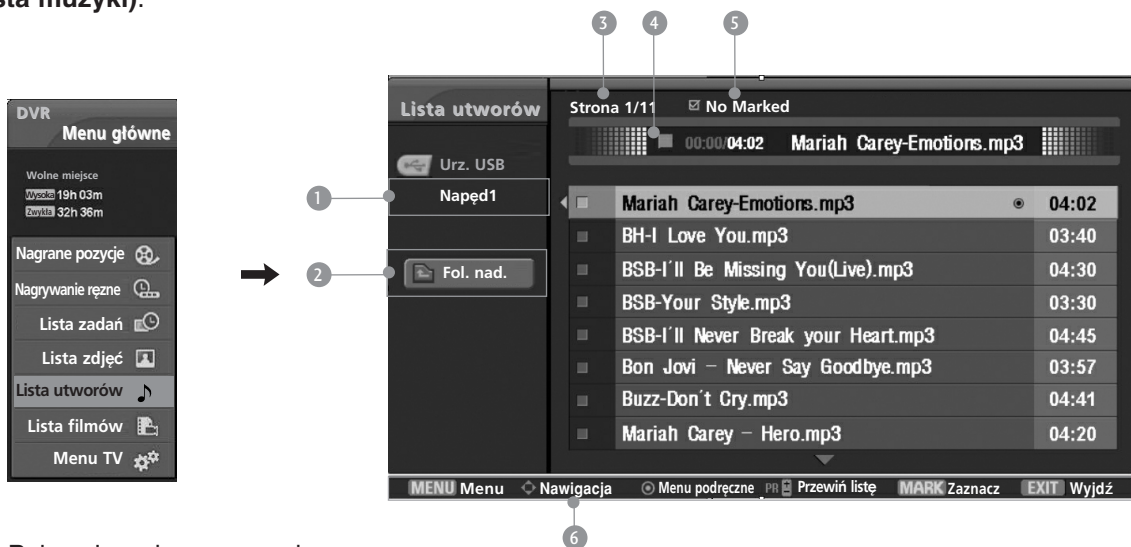 sta muzyki).
3 4 5
DVR
Menu główne
Wolne miejsce
Wysoka 19h 03m
Zwykła 32h 36m
Nagrane pozycje
Nagrywanie ręzne
Lista zadań
Lista zdjęć
Lista utworów
Lista filmów
Menu TV
Lista utworów
Urz. USB
1 Napęd1
2 Fol. nad.
Strona 1/11 No Marked
00:00/04:02 Mariah Carey-Emotions.mp3
Mariah Carey-Emotions.mp3 04:02
BH-I Love You.mp3 03:40
BSB-I´ll Be Missing You(Live).mp3 04:30
BSB-Your Style.mp3 03:30
BSB-I´ll Never Break your Heart.mp3 04:45
Bon Jovi – Never Say Goodbye.mp3 03:57
Buzz-Don´t Cry.mp3 04:41
Mariah Carey – Hero.mp3 04:20
MENU Menu Nawigacja Menu podręczne PR Przewiń listę MARK Zaznacz EXIT Wyjdź
6